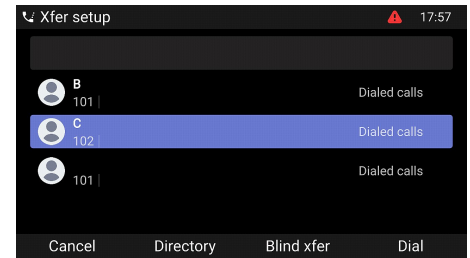 Xfer setup 17:57
B
101
Dialed calls
C
102
Dialed calls
101
Dialed calls
Cancel Directory Blind xfer Dial